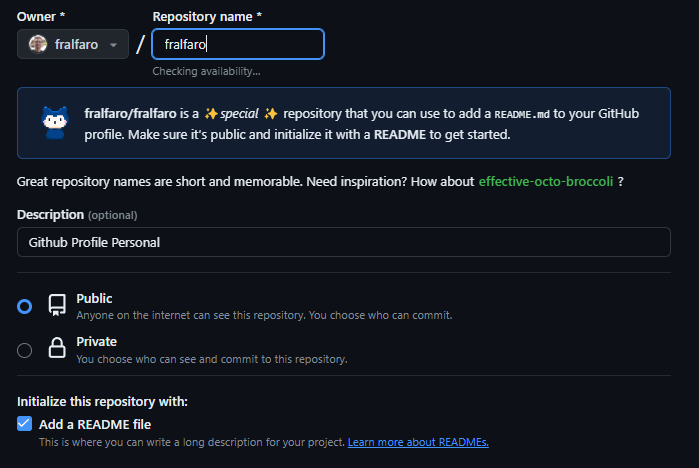 Owner * Repository name *
fralfaro / fralfaro
Checking availability...
fralfaro/fralfaro is a ✨special ✨ repository that you can use to add a README.md to your GitHub
profile. Make sure it's public and initialize it with a README to get started.
Great repository names are short and memorable. Need inspiration? How about effective-octo-broccoli ?
Description (optional)
Github Profile Personal
Public
Anyone on the internet can see this repository. You choose who can commit.
Private
You choose who can see and commit to this repository.
Initialize this repository with:
Add a README file
This is where you can write a long description for your project. Learn more about READMEs.